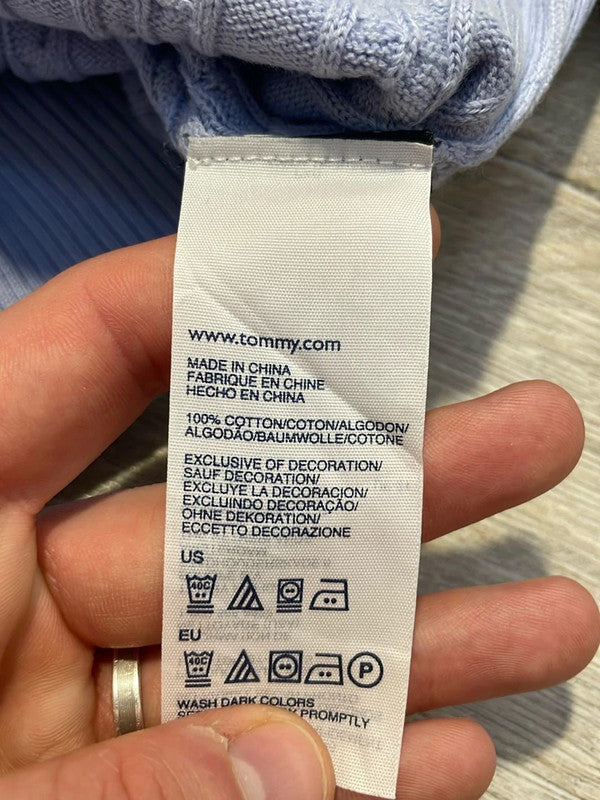 www.tommy.com
MADE IN CHINA
FABRIQUE EN CHINE
HECHO EN CHINA
100% COTTON/COTON/ALGODON/
ALGODÃO/BAUMWOLLE/COTONE
EXCLUSIVE OF DECORATION/
SAUF DECORATION/
EXCLUYE LA DECORACION/
EXCLUINDO DECORAÇÃO/
OHNE DEKORATION/
ECCETTO DECORAZIONE
US
40C
EU
40C P
WASH DARK COLORS
PROMPTLY